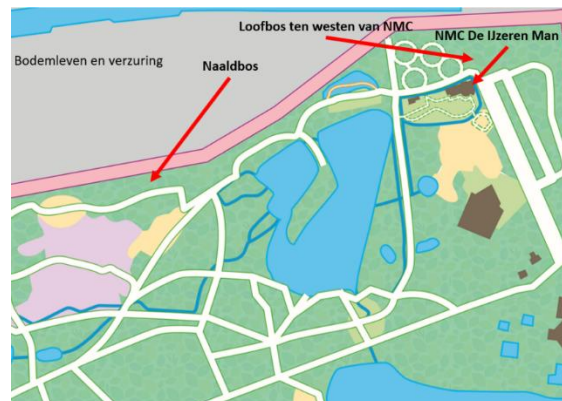 Loofbos ten westen van NMC
NMC De IJzeren Man
Bodemleven en verzuring
Naaldbos